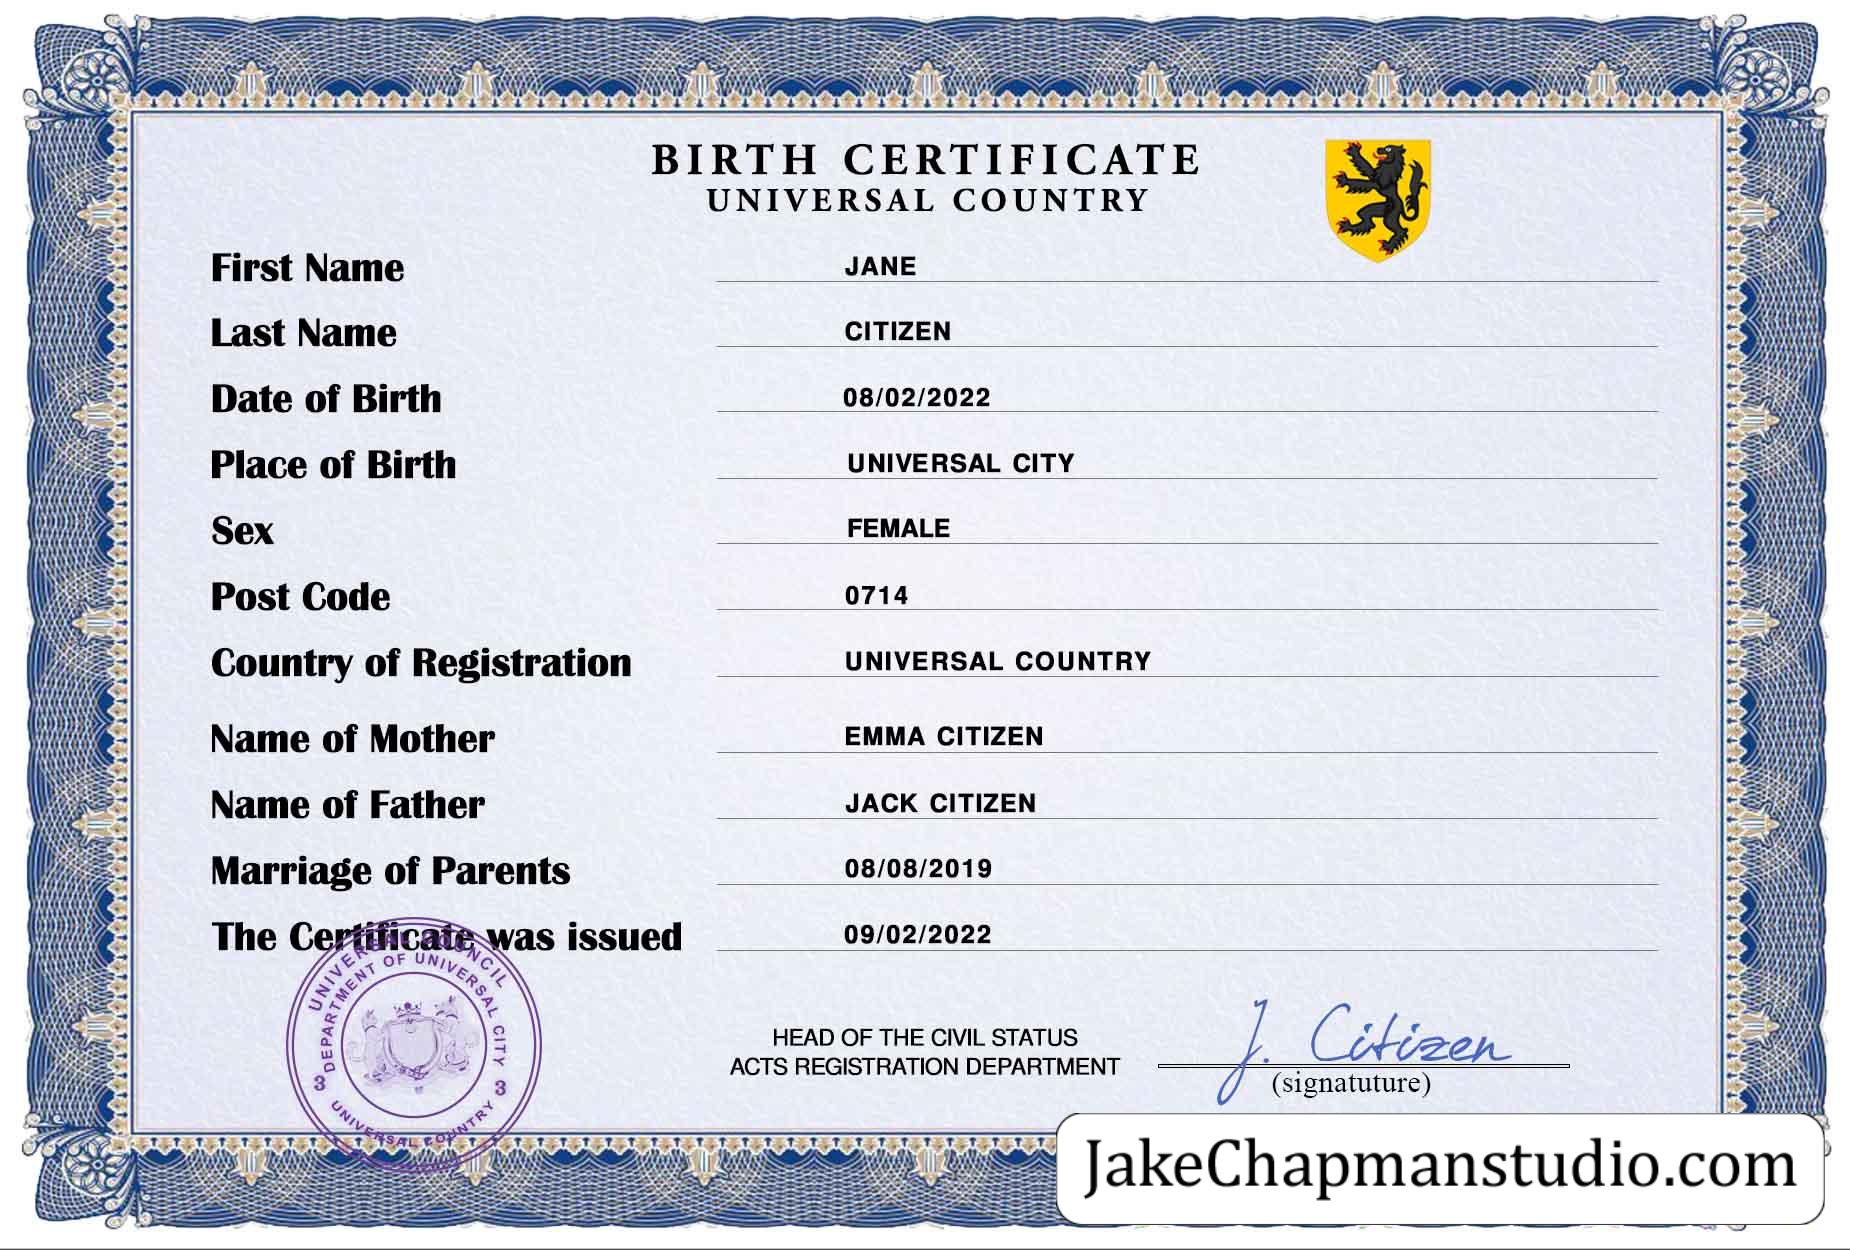 BIRTH CERTIFICATE
UNIVERSAL COUNTRY
First Name JANE
Last Name CITIZEN
Date of Birth 08/02/2022
Place of Birth UNIVERSAL CITY
Sex FEMALE
Post Code 0714
Country of Registration UNIVERSAL COUNTRY
Name of Mother EMMA CITIZEN
Name of Father JACK CITIZEN
Marriage of Parents 08/08/2019
The Certificate was issued 09/02/2022
UNIVERSAL COUNCIL
DEPARTMENT OF UNIVERSAL CITY
3 UNIVERSAL COUNTRY 3
HEAD OF THE CIVIL STATUS
ACTS REGISTRATION DEPARTMENT
J. Citizen
(signatuture)
JakeChapmanstudio.com